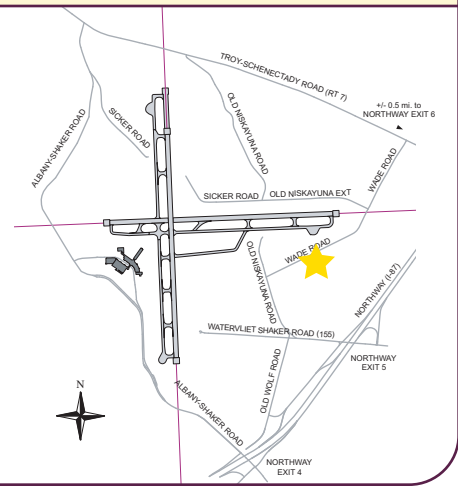 TROY-SCHENECTADY ROAD (RT 7)
+/- 0.5 mi. to
NORTHWAY EXIT 6
ALBANY-SHAKER ROAD
SICKER ROAD
OLD NISKAYUNA ROAD
WADE ROAD
SICKER ROAD
OLD NISKAYUNA EXT
OLD NISKAYUNA ROAD
WADE ROAD
NORTHWAY (I-87)
WATERVLIET SHAKER ROAD (155)
NORTHWAY
EXIT 5
OLD WOLF ROAD
N
ALBANY-SHAKER ROAD
NORTHWAY
EXIT 4